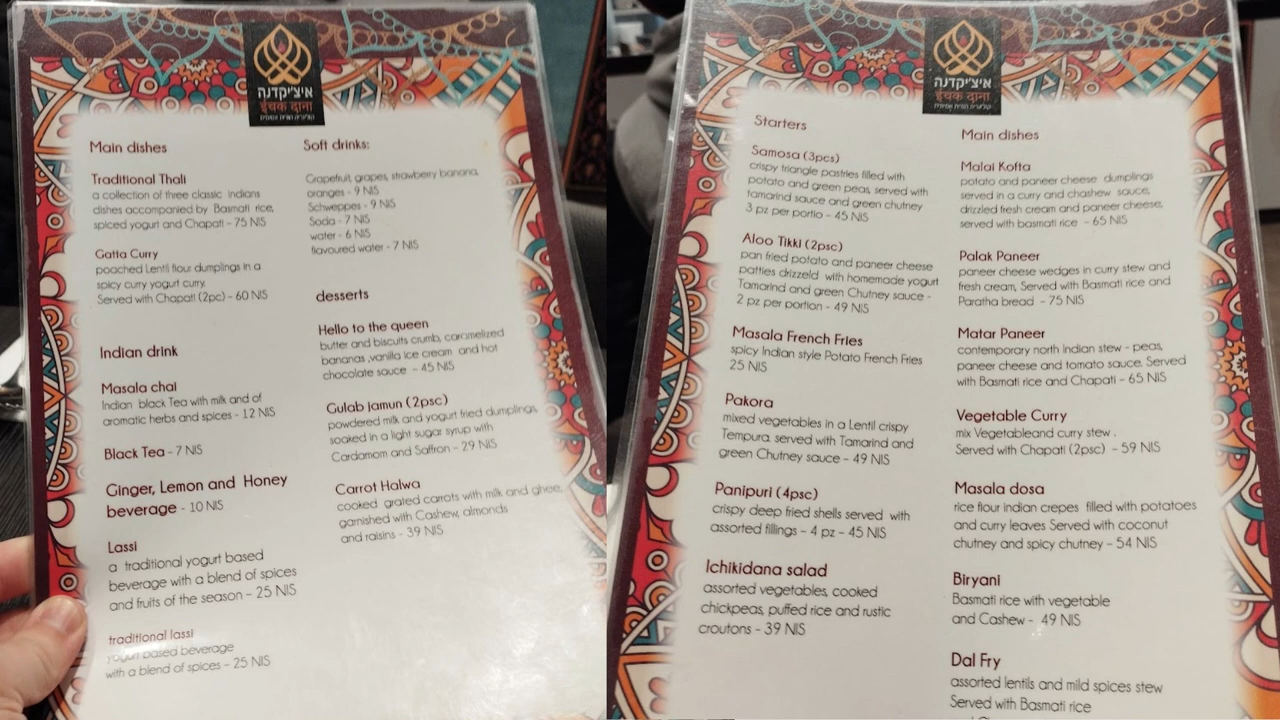 איצ'יקדנה
इचक दाना
קולינריה הודית אמיתית
Main dishes
Traditional Thali
a collection of three classic indians
dishes accompanied by Basmati rice,
spiced yogurt and Chapati - 75 NIS
Gatta Curry
poached Lentil flour dumplings in a
spicy curry yogurt curry.
Served with Chapati (2pc) - 60 NIS
Indian drink
Masala chai
Indian black Tea with milk and of
aromatic herbs and spices - 12 NIS
Black Tea - 7 NIS
Ginger, Lemon and Honey
beverage - 10 NIS
Lassi
a traditional yogurt based
beverage with a blend of spices
and fruits of the season - 25 NIS
traditional lassi
yogurt based beverage
with a blend of spices - 25 NIS
Soft drinks:
Grapefruit, grapes, strawberry banana,
oranges - 9 NIS
Schweppes - 9 NIS
Soda - 7 NIS
water - 6 NIS
flavoured water - 7 NIS
desserts
Hello to the queen
butter and biscuits crumb, caromelized
bananas ,vanilla ice cream and hot
chocolate sauce - 45 NIS
Gulab jamun (2psc)
powdered milk and yogurt fried dumplings,
soaked in a light sugar syrup with
Cardamom and Saffron - 29 NIS
Carrot Halwa
cooked grated carrots with milk and ghee,
garnished with Cashew, almonds
and raisins - 39 NIS
איצ'יקדנה
इचक दाना
קולינריה הודית אמיתית
Starters
Samosa (3pcs)
crispy triangle pastries filled with
potato and green peas, served with
tamarind sauce and green chutney
3 pz per portio - 45 NIS
Aloo Tikki (2psc)
pan fried potato and paneer cheese
patties drizzeld with homemade yogurt
Tamarind and green Chutney sauce -
2 pz per portion - 49 NIS
Masala French Fries
spicy Indian style Potato French Fries
25 NIS
Pakora
mixed vegetables in a Lentil crispy
Tempura. served with Tamarind and
green Chutney sauce - 49 NIS
Panipuri (4psc)
crispy deep fried shells served with
assorted fillings - 4 pz - 45 NIS
Ichikidana salad
assorted vegetables, cooked
chickpeas, puffed rice and rustic
croutons - 39 NIS
Main dishes
Malai Kofta
potato and paneer cheese dumplings
served in a curry and chashew sauce,
drizzled fresh cream and paneer cheese,
served with basmati rice - 65 NIS
Palak Paneer
paneer cheese wedges in curry stew and
fresh cream, Served with Basmati rice and
Paratha bread - 75 NIS
Matar Paneer
contemporary north Indian stew - peas,
paneer cheese and tomato sauce. Served
with Basmati rice and Chapati - 65 NIS
Vegetable Curry
mix Vegetableand curry stew .
Served with Chapati (2psc) - 59 NIS
Masala dosa
rice flour indian crepes filled with potatoes
and curry leaves Served with coconut
chutney and spicy chutney - 54 NIS
Biryani
Basmati rice with vegetable
and Cashew - 49 NIS
Dal Fry
assorted lentils and mild spices stew
Served with Basmati rice